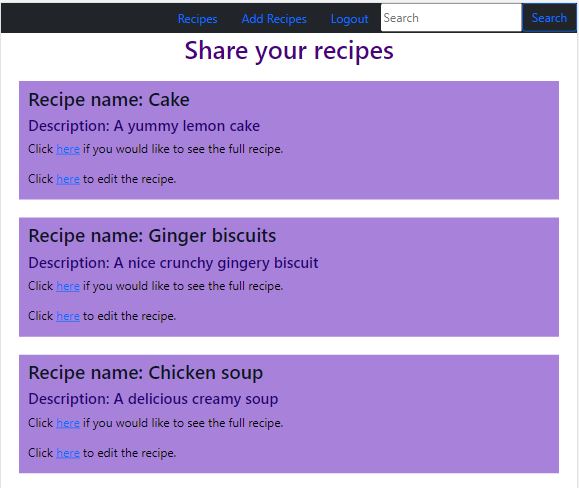 Recipes Add Recipes Logout Search Search
Share your recipes
Recipe name: Cake
Description: A yummy lemon cake
Click here if you would like to see the full recipe.
Click here to edit the recipe.
Recipe name: Ginger biscuits
Description: A nice crunchy gingery biscuit
Click here if you would like to see the full recipe.
Click here to edit the recipe.
Recipe name: Chicken soup
Description: A delicious creamy soup
Click here if you would like to see the full recipe.
Click here to edit the recipe.